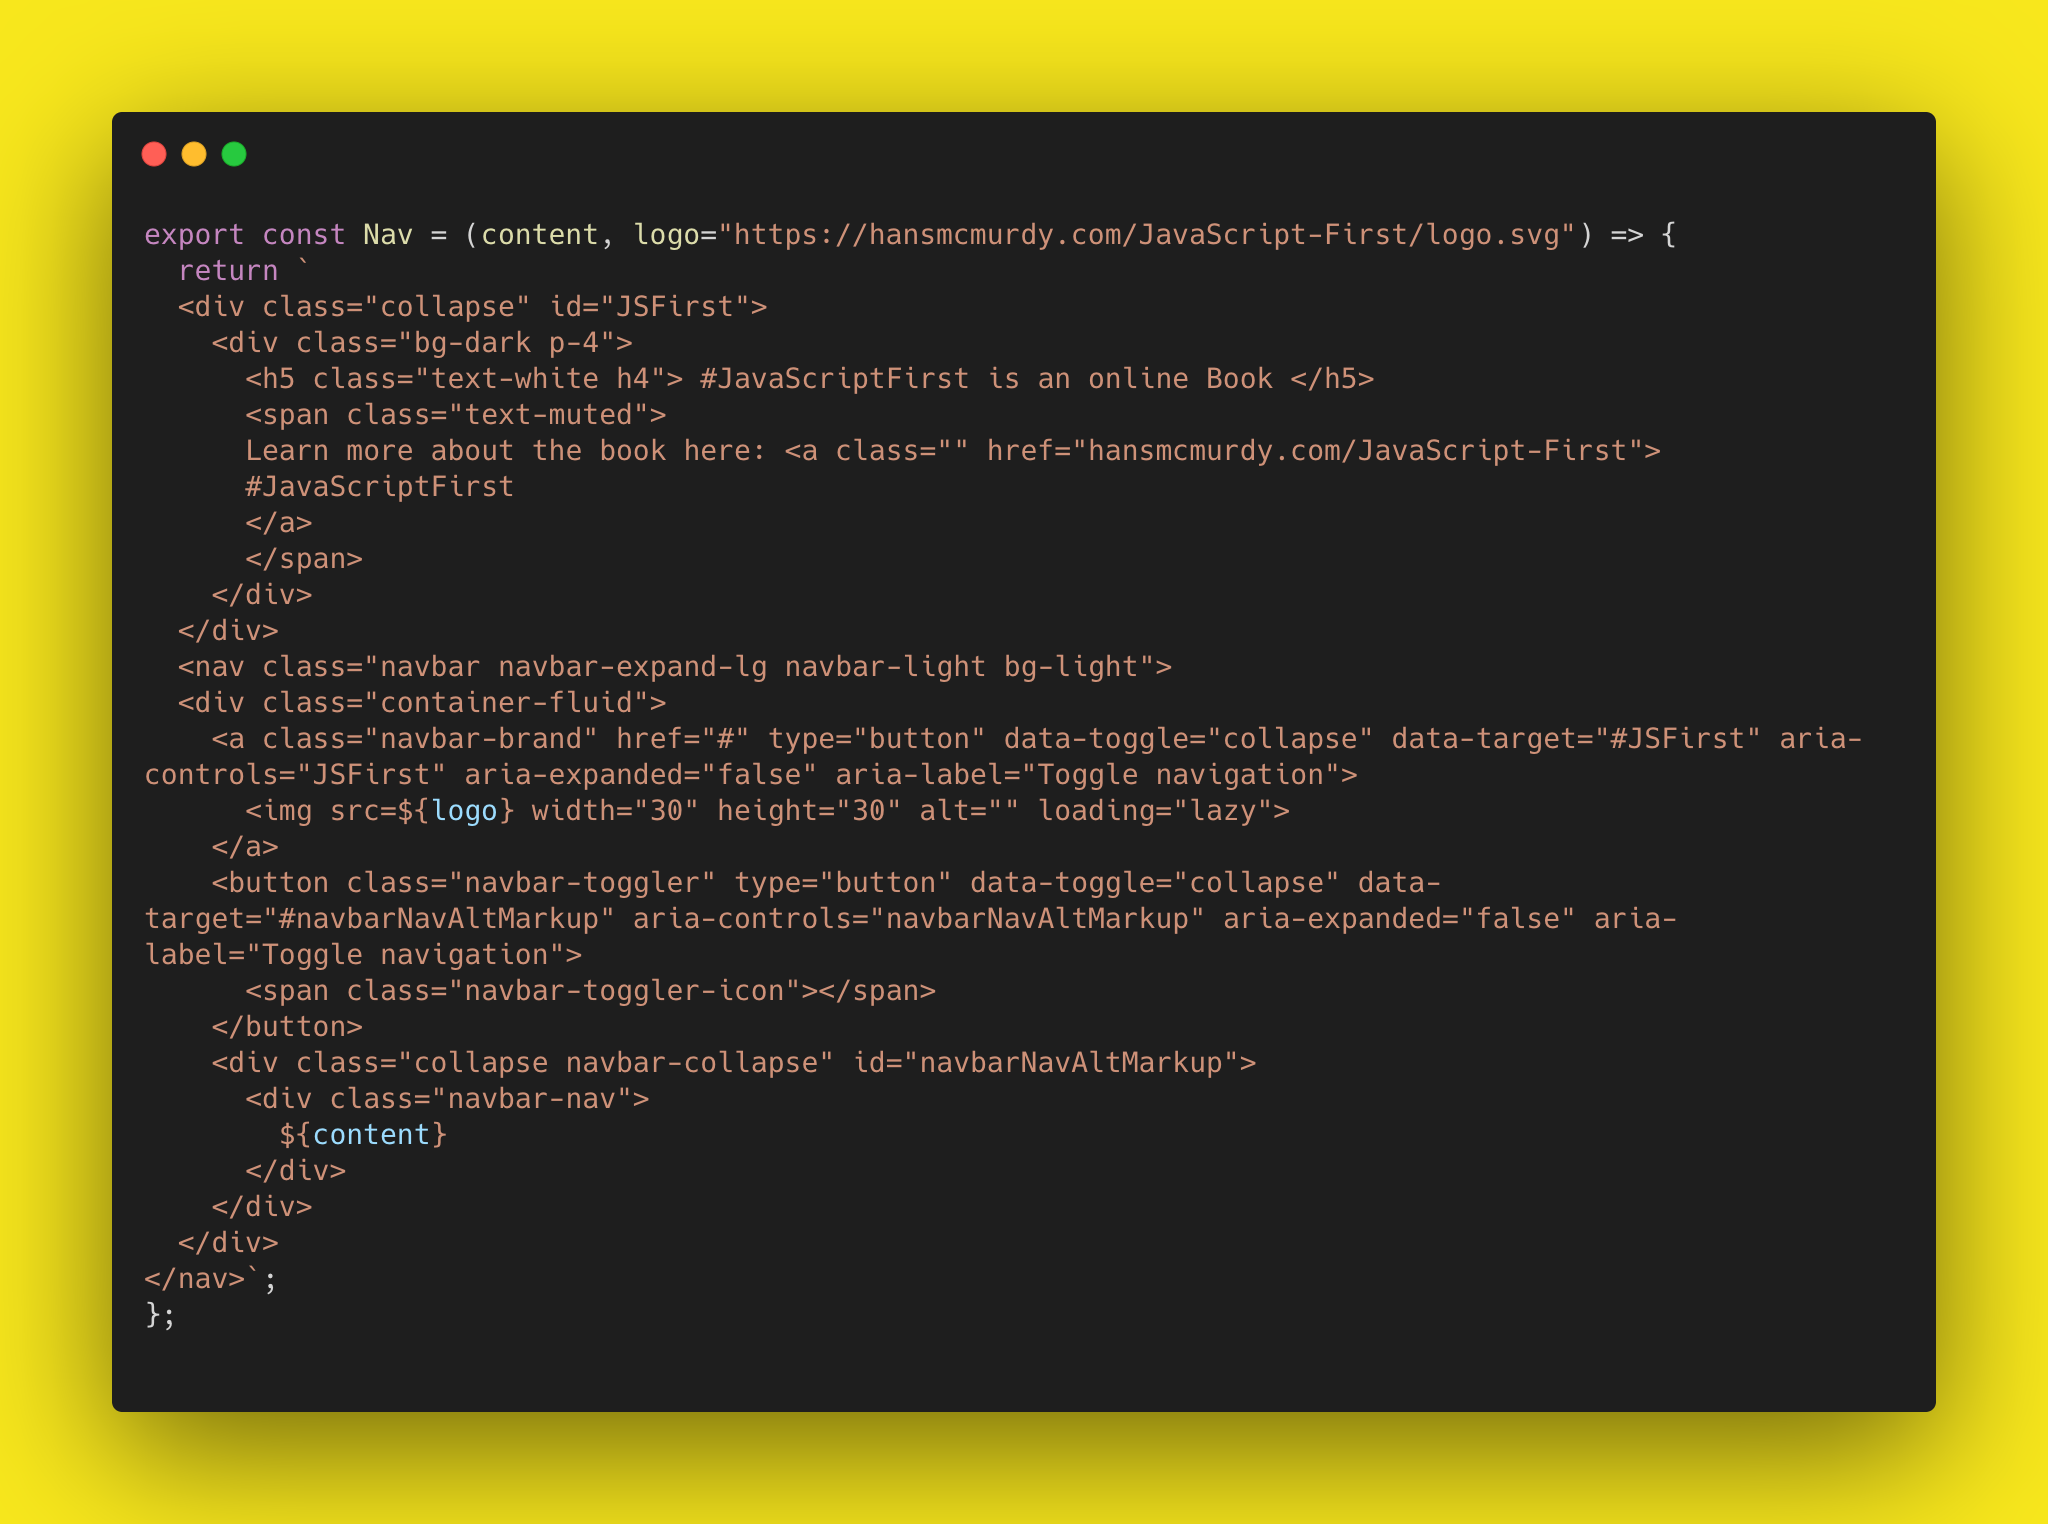 export const Nav = (content, logo="https://hansmcmurdy.com/JavaScript-First/logo.svg") => {
  return `
  <div class="collapse" id="JSFirst">
    <div class="bg-dark p-4">
      <h5 class="text-white h4"> #JavaScriptFirst is an online Book </h5>
      <span class="text-muted">
      Learn more about the book here: <a class="" href="hansmcmurdy.com/JavaScript-First">
      #JavaScriptFirst
      </a>
      </span>
    </div>
  </div>
  <nav class="navbar navbar-expand-lg navbar-light bg-light">
  <div class="container-fluid">
    <a class="navbar-brand" href="#" type="button" data-toggle="collapse" data-target="#JSFirst" aria-
controls="JSFirst" aria-expanded="false" aria-label="Toggle navigation">
      <img src=${logo} width="30" height="30" alt="" loading="lazy">
    </a>
    <button class="navbar-toggler" type="button" data-toggle="collapse" data-
target="#navbarNavAltMarkup" aria-controls="navbarNavAltMarkup" aria-expanded="false" aria-
label="Toggle navigation">
      <span class="navbar-toggler-icon"></span>
    </button>
    <div class="collapse navbar-collapse" id="navbarNavAltMarkup">
      <div class="navbar-nav">
        ${content}
      </div>
    </div>
  </div>
</nav>`;
};